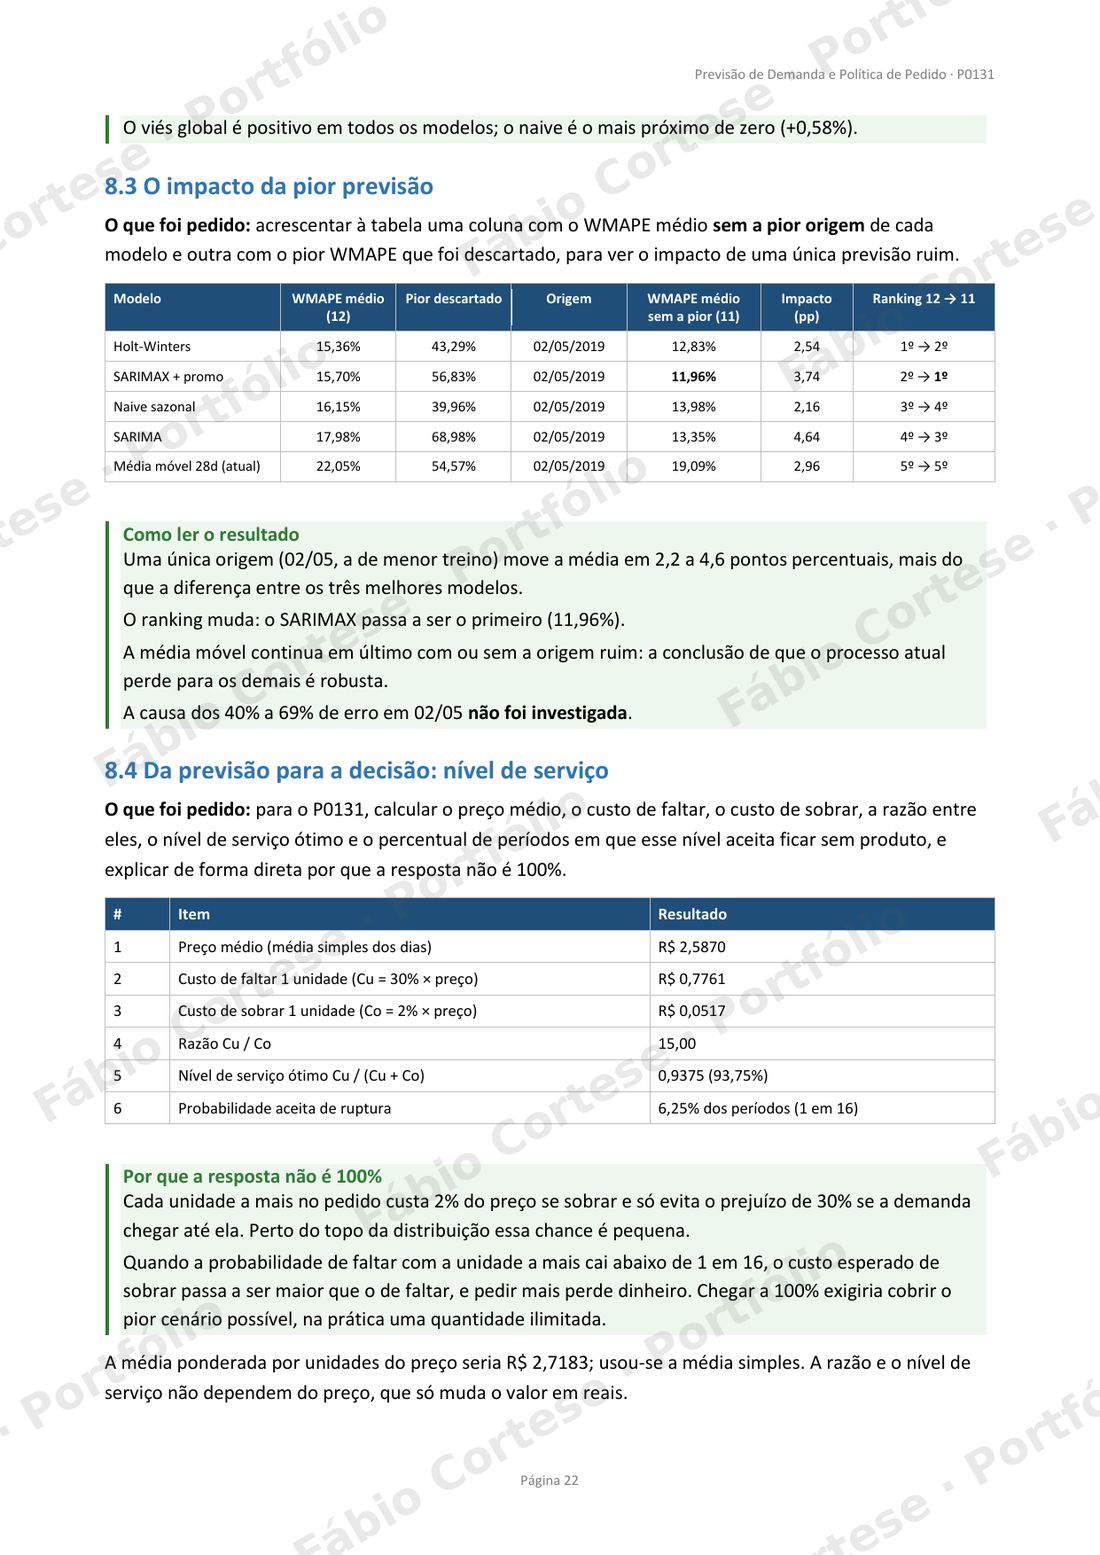 Previsão de Demanda e Política de Pedido · P0131
O viés global é positivo em todos os modelos; o naive é o mais próximo de zero (+0,58%).
8.3 O impacto da pior previsão
O que foi pedido: acrescentar à tabela uma coluna com o WMAPE médio sem a pior origem de cada
modelo e outra com o pior WMAPE que foi descartado, para ver o impacto de uma única previsão ruim.
Modelo WMAPE médio (12) Pior descartado Origem WMAPE médio sem a pior (11) Impacto (pp) Ranking 12 → 11
Holt-Winters 15,36% 43,29% 02/05/2019 12,83% 2,54 1º → 2º
SARIMAX + promo 15,70% 56,83% 02/05/2019 11,96% 3,74 2º → 1º
Naive sazonal 16,15% 39,96% 02/05/2019 13,98% 2,16 3º → 4º
SARIMA 17,98% 68,98% 02/05/2019 13,35% 4,64 4º → 3º
Média móvel 28d (atual) 22,05% 54,57% 02/05/2019 19,09% 2,96 5º → 5º
Como ler o resultado
Uma única origem (02/05, a de menor treino) move a média em 2,2 a 4,6 pontos percentuais, mais do
que a diferença entre os três melhores modelos.
O ranking muda: o SARIMAX passa a ser o primeiro (11,96%).
A média móvel continua em último com ou sem a origem ruim: a conclusão de que o processo atual
perde para os demais é robusta.
A causa dos 40% a 69% de erro em 02/05 não foi investigada.
8.4 Da previsão para a decisão: nível de serviço
O que foi pedido: para o P0131, calcular o preço médio, o custo de faltar, o custo de sobrar, a razão entre
eles, o nível de serviço ótimo e o percentual de períodos em que esse nível aceita ficar sem produto, e
explicar de forma direta por que a resposta não é 100%.
# Item Resultado
1 Preço médio (média simples dos dias) R$ 2,5870
2 Custo de faltar 1 unidade (Cu = 30% × preço) R$ 0,7761
3 Custo de sobrar 1 unidade (Co = 2% × preço) R$ 0,0517
4 Razão Cu / Co 15,00
5 Nível de serviço ótimo Cu / (Cu + Co) 0,9375 (93,75%)
6 Probabilidade aceita de ruptura 6,25% dos períodos (1 em 16)
Por que a resposta não é 100%
Cada unidade a mais no pedido custa 2% do preço se sobrar e só evita o prejuízo de 30% se a demanda
chegar até ela. Perto do topo da distribuição essa chance é pequena.
Quando a probabilidade de faltar com a unidade a mais cai abaixo de 1 em 16, o custo esperado de
sobrar passa a ser maior que o de faltar, e pedir mais perde dinheiro. Chegar a 100% exigiria cobrir o
pior cenário possível, na prática uma quantidade ilimitada.
A média ponderada por unidades do preço seria R$ 2,7183; usou-se a média simples. A razão e o nível de
serviço não dependem do preço, que só muda o valor em reais.
Página 22
Fábio Cortese · Portfólio